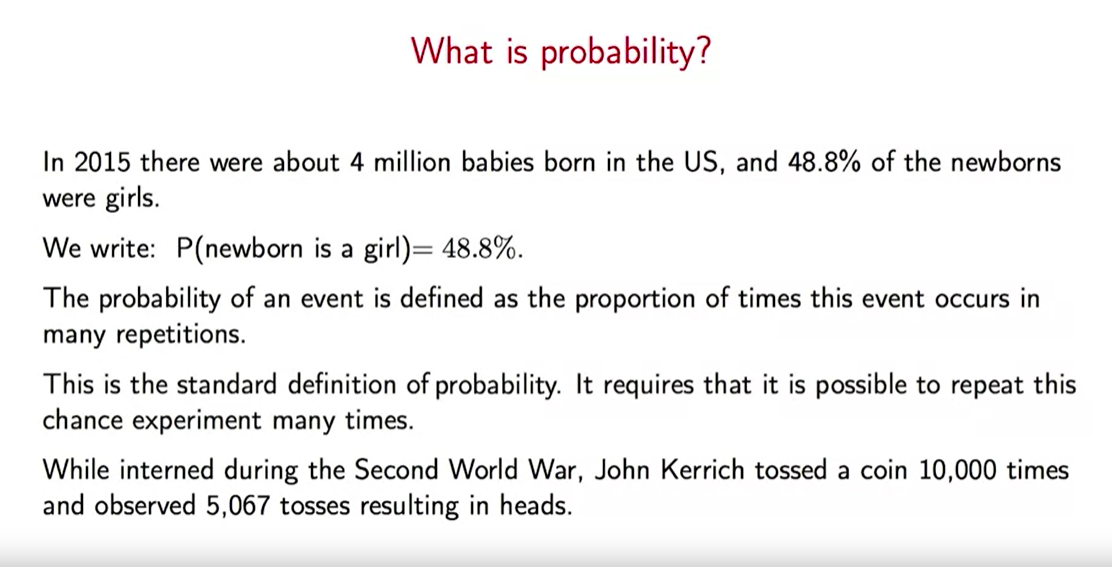 What is probability?
In 2015 there were about 4 million babies born in the US, and 48.8% of the newborns
were girls.
We write: P(newborn is a girl)= 48.8%.
The probability of an event is defined as the proportion of times this event occurs in
many repetitions.
This is the standard definition of probability. It requires that it is possible to repeat this
chance experiment many times.
While interned during the Second World War, John Kerrich tossed a coin 10,000 times
and observed 5,067 tosses resulting in heads.